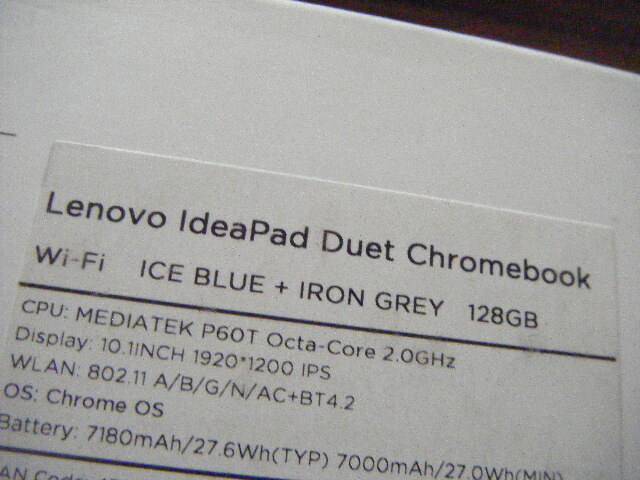 Lenovo IdeaPad Duet Chromebook
Wi-Fi ICE BLUE + IRON GREY 128GB
CPU: MEDIATEK P60T Octa-Core 2.0GHz
Display: 10.1INCH 1920*1200 IPS
WLAN: 802.11 A/B/G/N/AC+BT4.2
OS: Chrome OS
Battery: 7180mAh/27.6Wh(TYP) 7000mAh/27.0Wh(MIN)